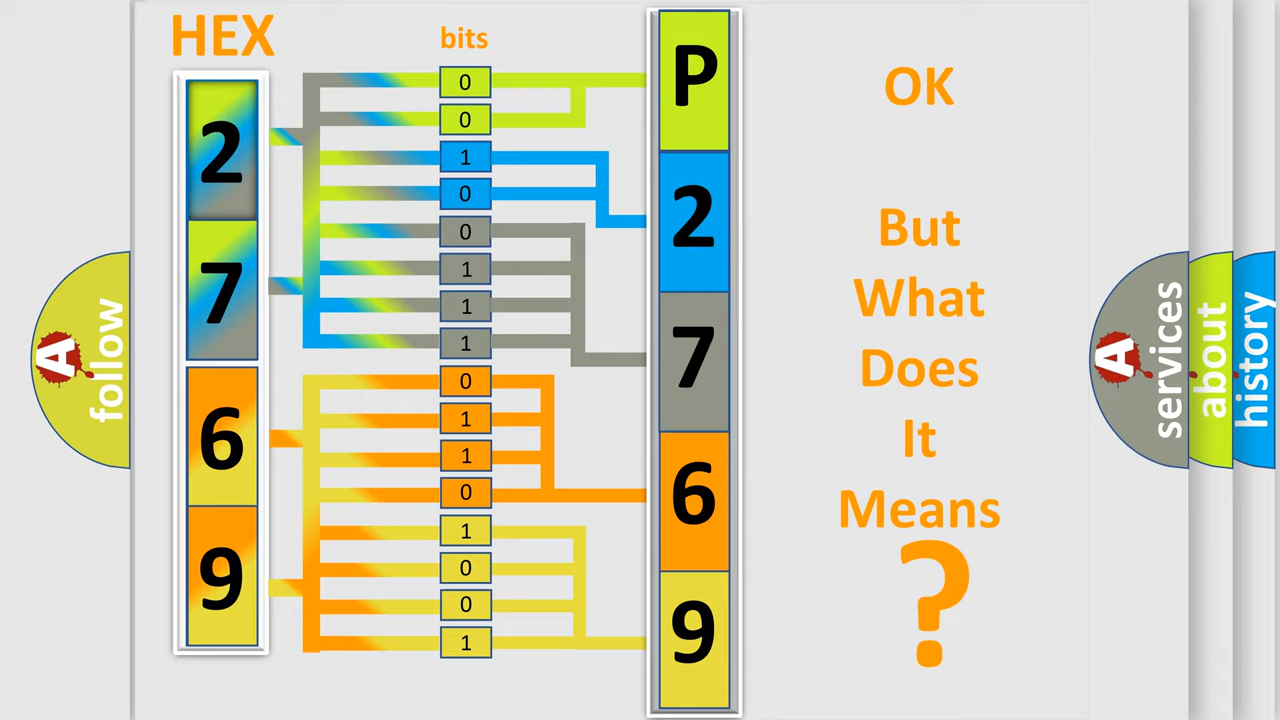 HEX
bits
2
7
6
9
0
0
1
0
0
1
1
1
0
1
1
0
1
0
0
1
P
2
7
6
9
OK
But
What
Does
It
Means
?
A
follow
A
services
about
history